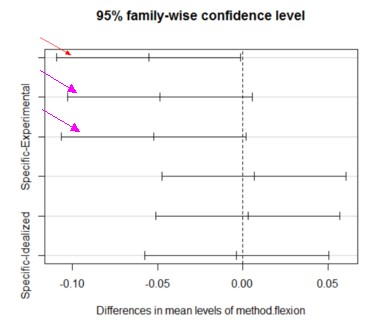 95% family-wise confidence level
Specific-Experimental
Specific-Idealized
-0.10 -0.05 0.00 0.05
Differences in mean levels of method.flexion